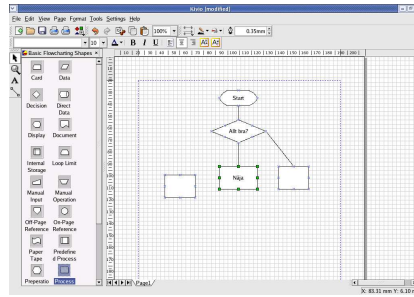 Kivio [modified]
File Edit View Page Format Tools Settings Help
100%
0.35mm
10 A B I U
Basic Flowcharting Shapes
Card Data
Decision Direct Data
Display Document
Internal Storage Loop Limit
Manual Input Manual Operation
Off-Page Reference On-Page Reference
Paper Tape Predefined Process
Preperatio Process
Start
Allt bra?
Nåja
Page1
X: 83.31 mm Y: 6.10